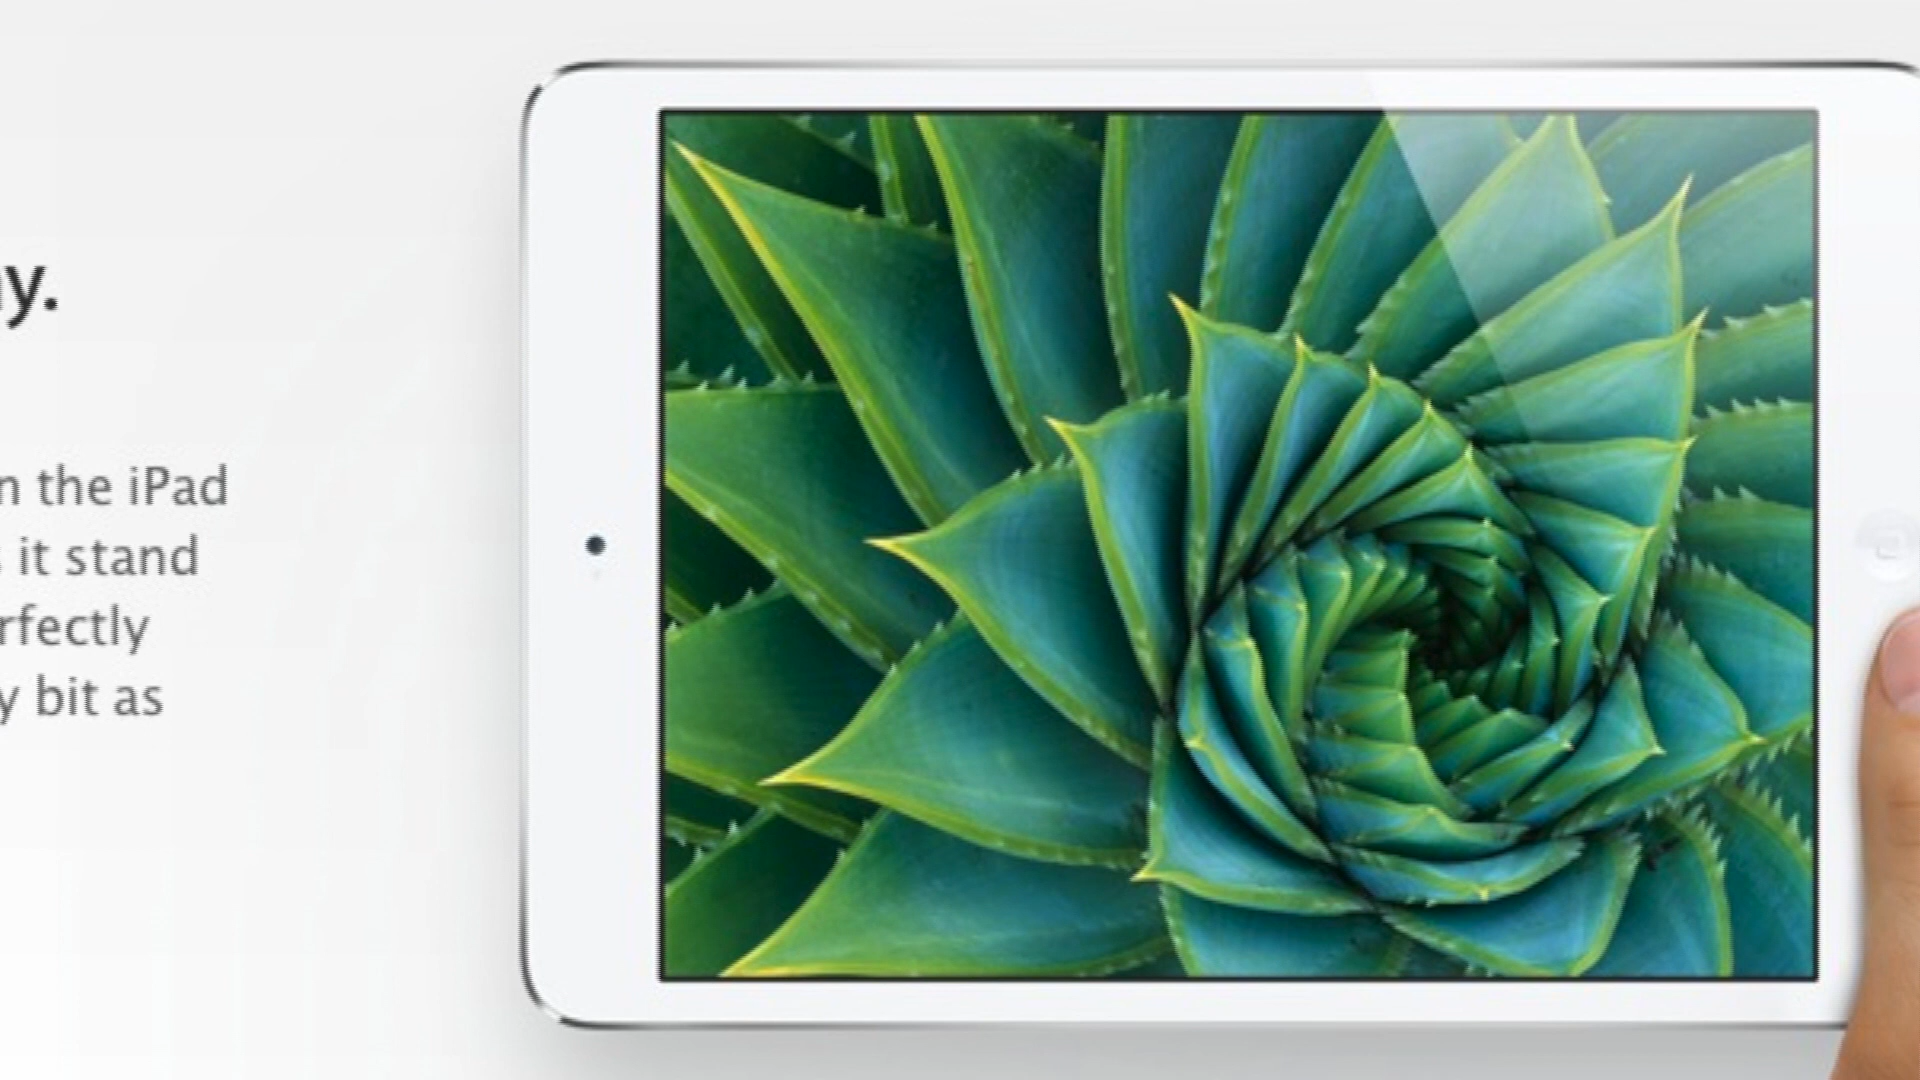 n the iPad
it stand
rfectly
y bit as